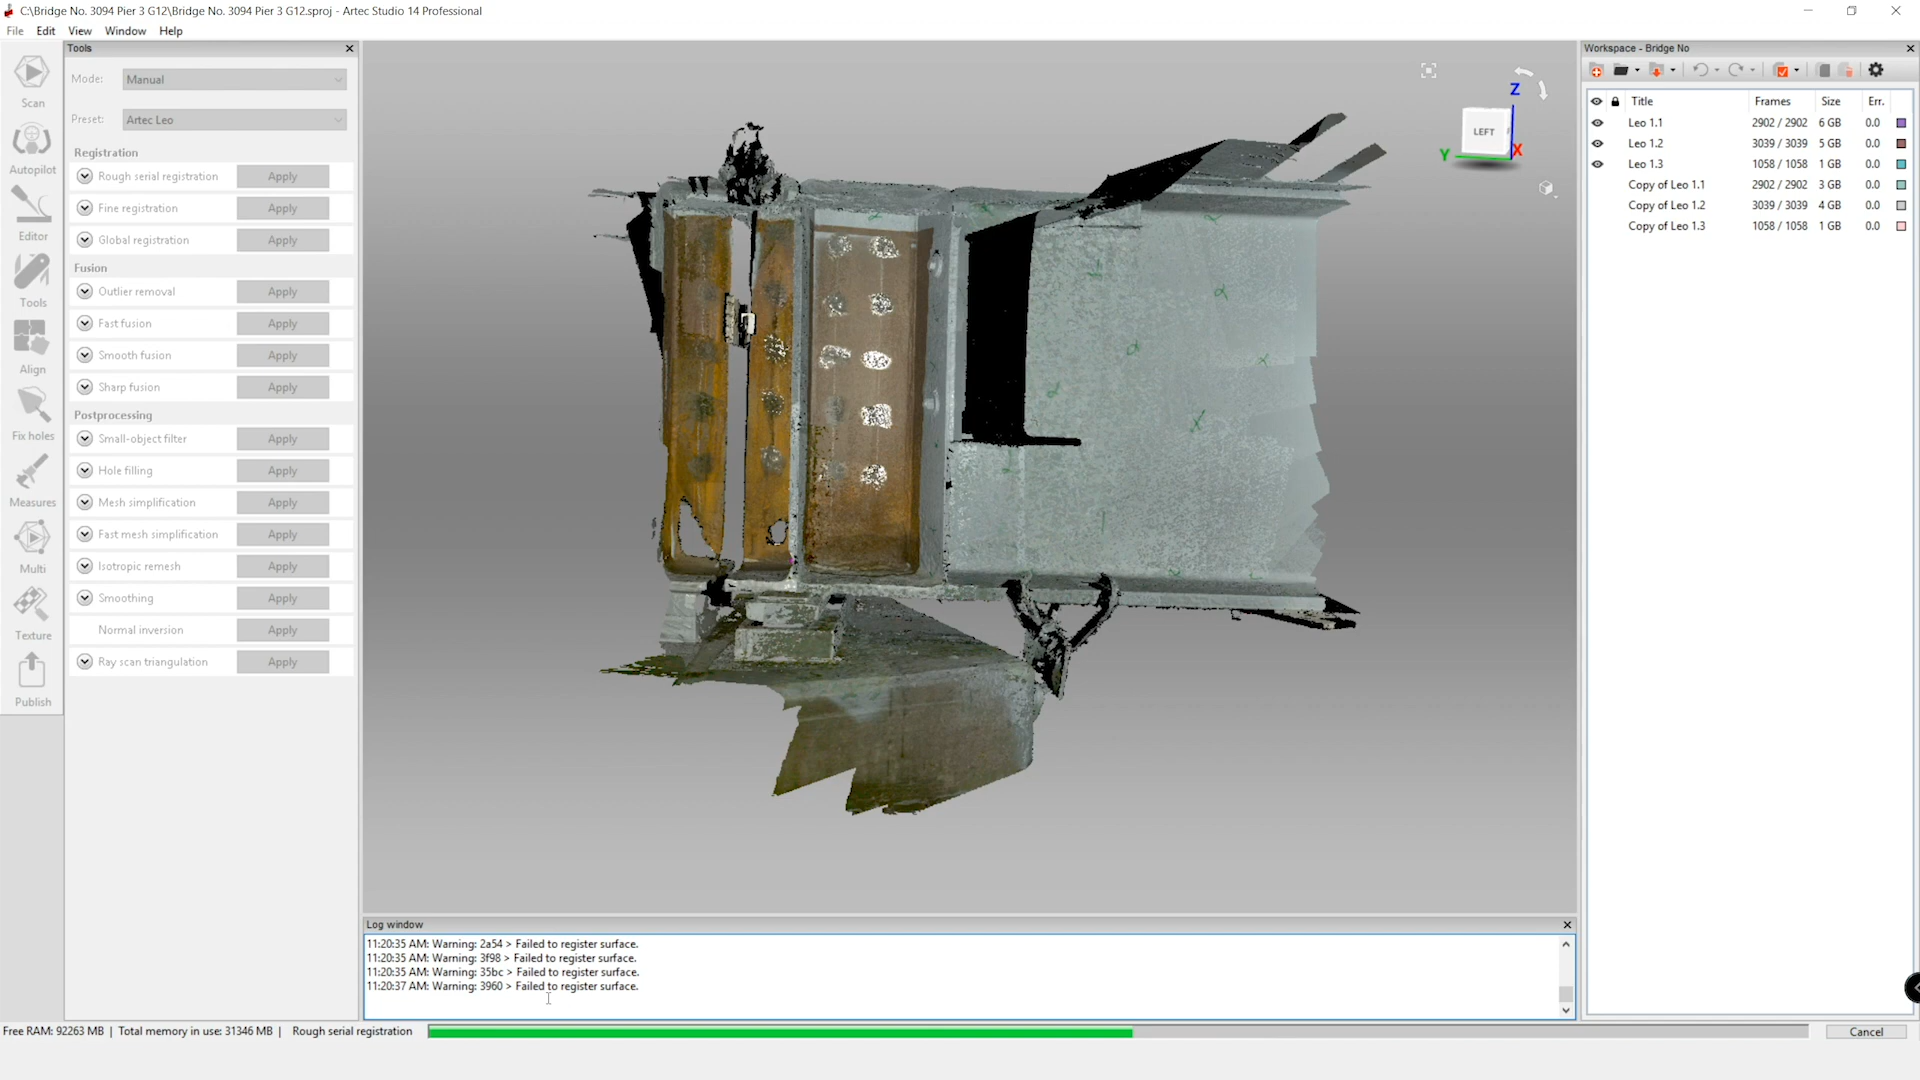 C:\Bridge No. 3094 Pier 3 G12\Bridge No. 3094 Pier 3 G12.sproj - Artec Studio 14 Professional
File Edit View Window Help
Tools
Mode: Manual
Preset: Artec Leo
Registration
Rough serial registration Apply
Fine registration Apply
Global registration Apply
Fusion
Outlier removal Apply
Fast fusion Apply
Smooth fusion Apply
Sharp fusion Apply
Postprocessing
Small-object filter Apply
Hole filling Apply
Mesh simplification Apply
Fast mesh simplification Apply
Isotropic remesh Apply
Smoothing Apply
Normal inversion Apply
Ray scan triangulation Apply
Scan
Autopilot
Editor
Tools
Align
Fix holes
Measures
Multi
Texture
Publish
Z
LEFT
Y
X
Workspace - Bridge No
Title Frames Size Err.
Leo 1.1 2902 / 2902 6 GB 0.0
Leo 1.2 3039 / 3039 5 GB 0.0
Leo 1.3 1058 / 1058 1 GB 0.0
Copy of Leo 1.1 2902 / 2902 3 GB 0.0
Copy of Leo 1.2 3039 / 3039 4 GB 0.0
Copy of Leo 1.3 1058 / 1058 1 GB 0.0
Log window
11:20:35 AM: Warning: 2a54 > Failed to register surface.
11:20:35 AM: Warning: 3f98 > Failed to register surface.
11:20:35 AM: Warning: 35bc > Failed to register surface.
11:20:37 AM: Warning: 3960 > Failed to register surface.
Free RAM: 92263 MB | Total memory in use: 31346 MB | Rough serial registration
Cancel